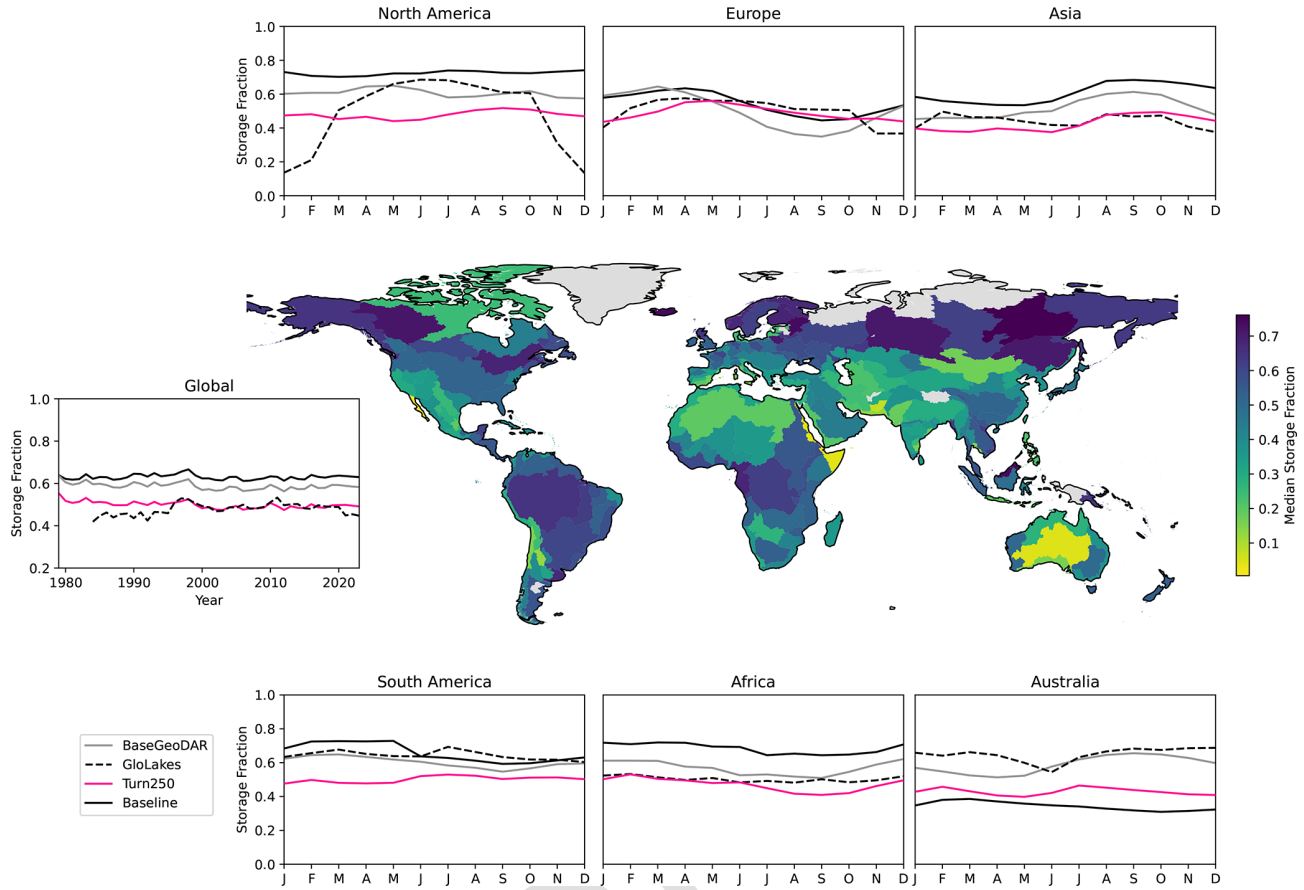 North America
Europe
Asia
Storage Fraction
1.0
0.8
0.6
0.4
0.2
0.0
J F M A M J J A S O N D
J F M A M J J A S O N D
J F M A M J J A S O N D
Global
Storage Fraction
1.0
0.8
0.6
0.4
0.2
1980 1990 2000 2010 2020
Year
0.7
0.6
0.5
0.4
0.3
0.2
0.1
Median Storage Fraction
South America
Africa
Australia
Storage Fraction
1.0
0.8
0.6
0.4
0.2
0.0
J F M A M J J A S O N D
J F M A M J J A S O N D
J F M A M J J A S O N D
BaseGeoDAR
GloLakes
Turn250
Baseline